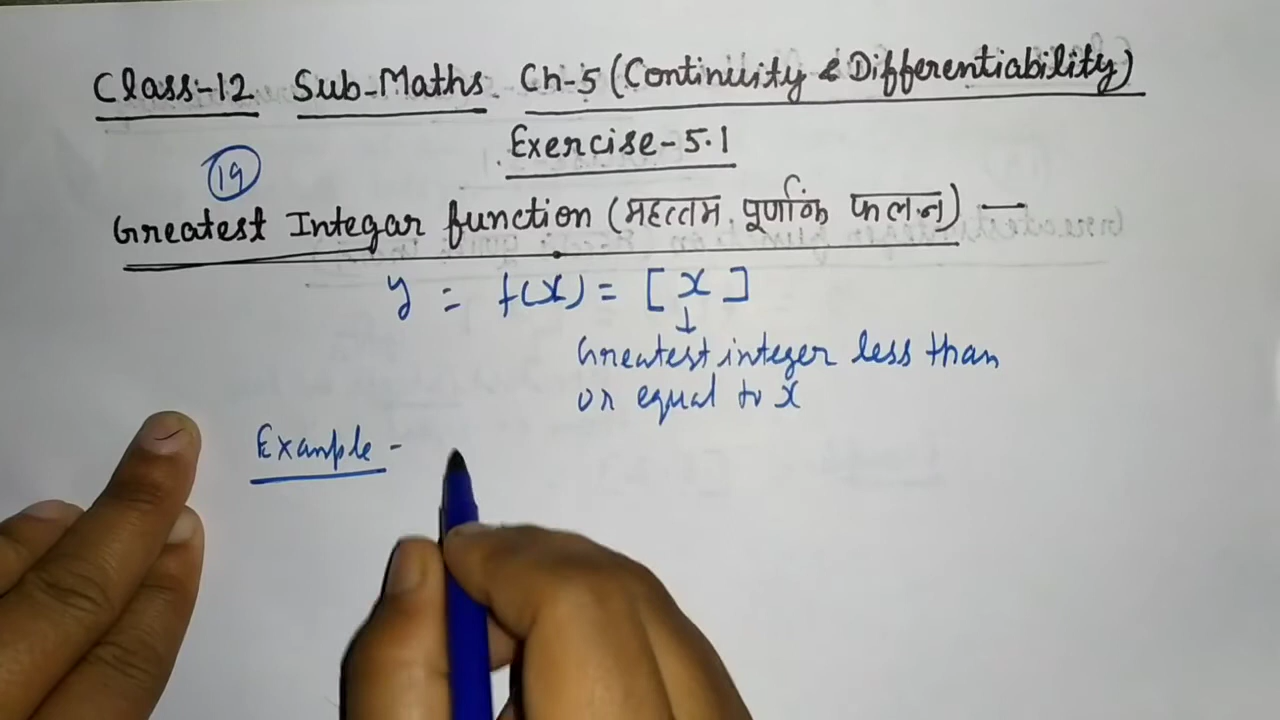 Class:-12 Sub-Maths. Ch-5 (Continuity & Differentiability)
Exercise-5.1
19
Greatest Integar function (महत्तम पूर्णांक फलन) —
y = f(x) = [x]
↓
Greatest integer less than
or equal to x
Example -